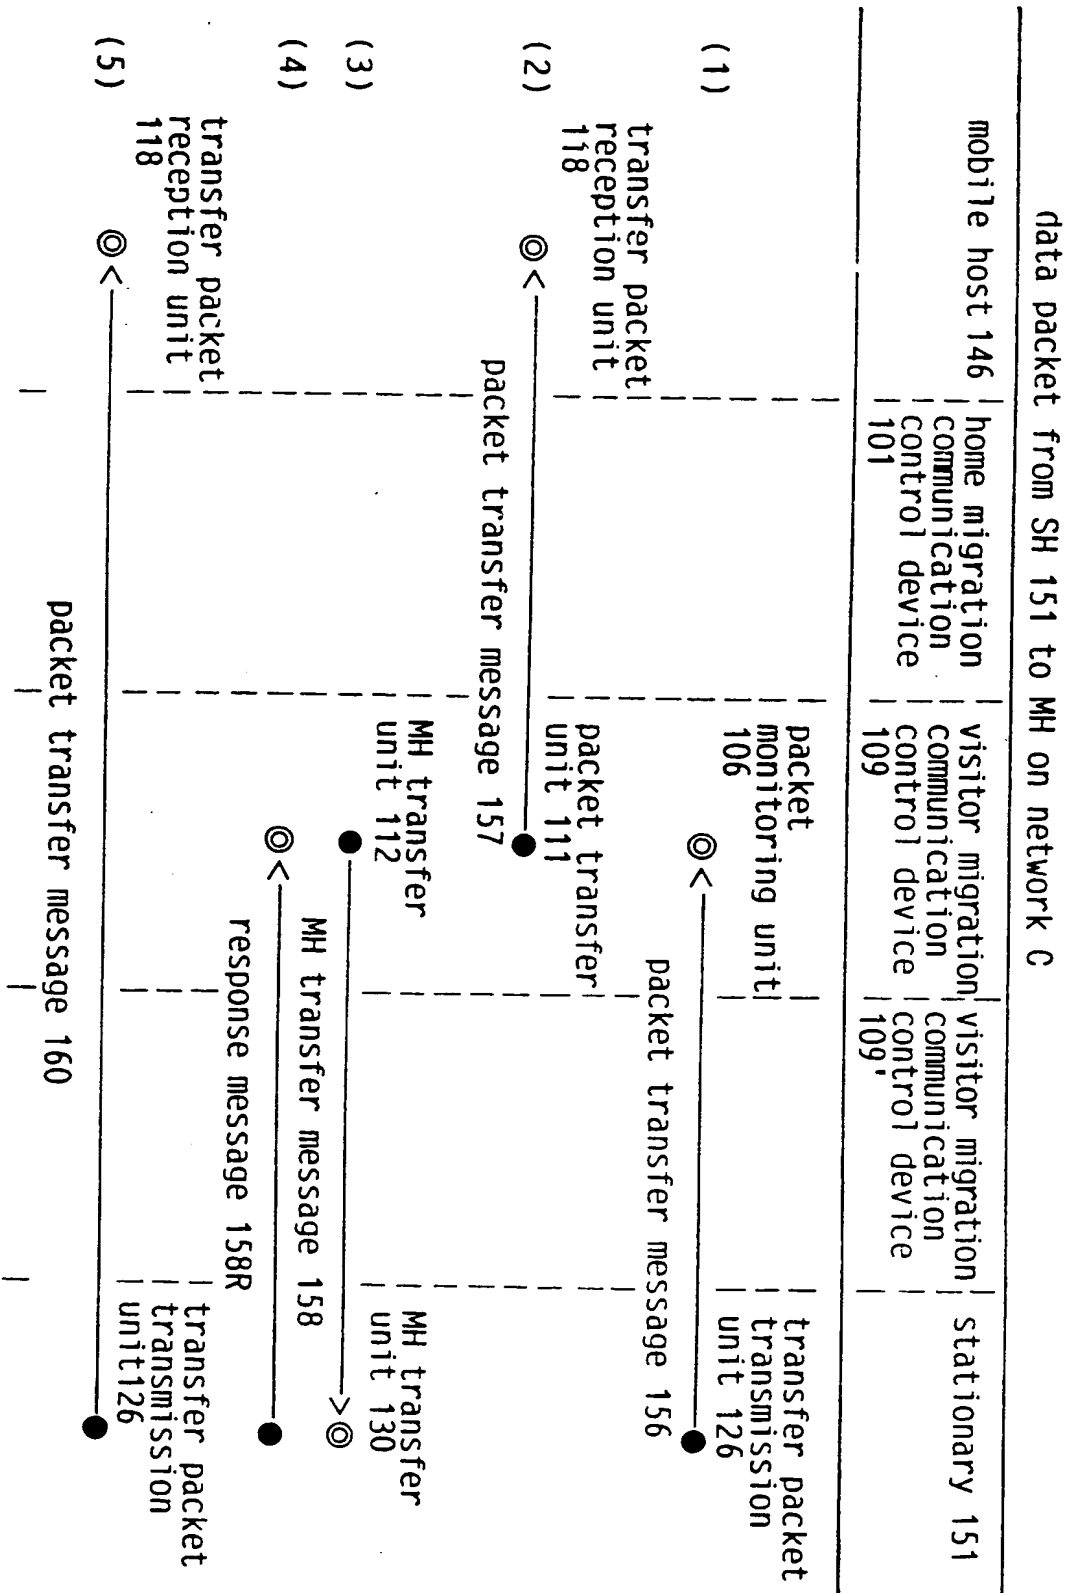 data packet from SH 151 to MH on network C
mobile host 146
home migration
communication
control device
101
visitor migration
communication
control device
109
visitor migration
communication
control device
109'
stationary 151
(1)
packet
monitoring unit
106
transfer packet
transmission
unit 126
packet transfer message 156
(2)
transfer packet
reception unit
118
packet transfer
unit 111
packet transfer message 157
(3)
MH transfer
unit 112
MH transfer
unit 130
MH transfer message 158
(4)
response message 158R
(5)
transfer packet
reception unit
118
transfer packet
transmission
unit126
packet transfer message 160